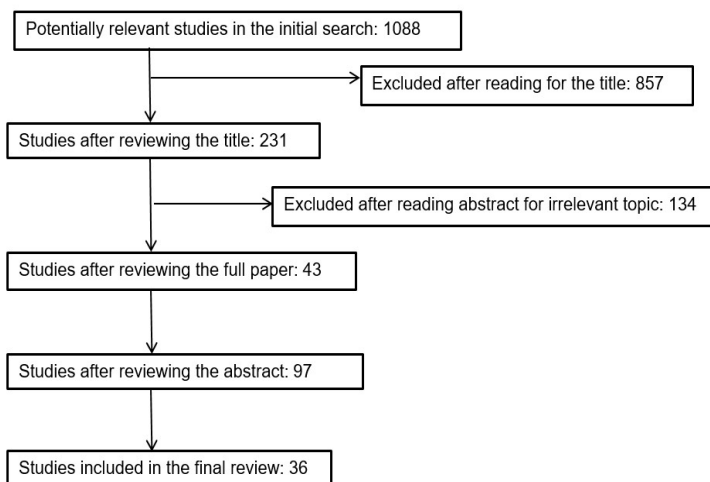 Potentially relevant studies in the initial search: 1088
Excluded after reading for the title: 857
Studies after reviewing the title: 231
Excluded after reading abstract for irrelevant topic: 134
Studies after reviewing the full paper: 43
Studies after reviewing the abstract: 97
Studies included in the final review: 36